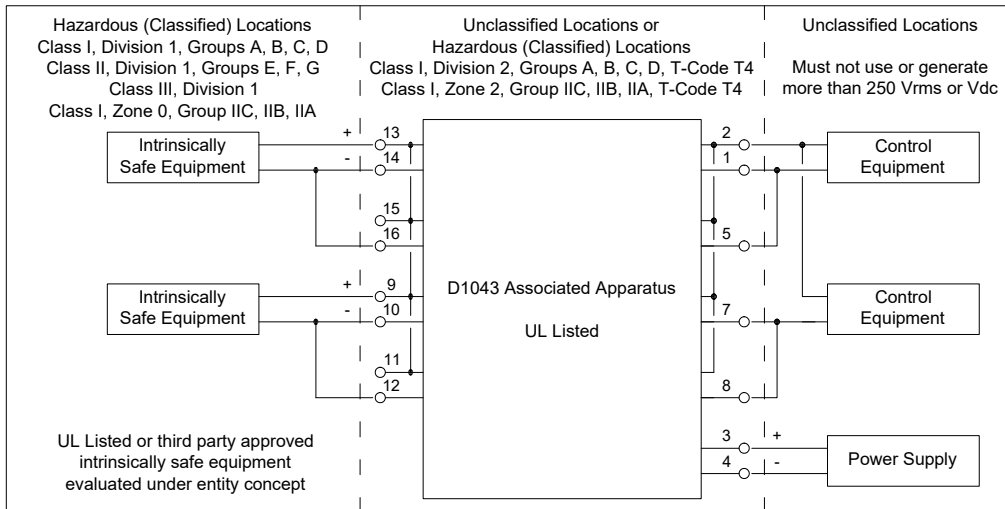 Hazardous (Classified) Locations
Class I, Division 1, Groups A, B, C, D
Class II, Division 1, Groups E, F, G
Class III, Division 1
Class I, Zone 0, Group IIC, IIB, IIA
Unclassified Locations or
Hazardous (Classified) Locations
Class I, Division 2, Groups A, B, C, D, T-Code T4
Class I, Zone 2, Group IIC, IIB, IIA, T-Code T4
Unclassified Locations
Must not use or generate
more than 250 Vrms or Vdc
Intrinsically
Safe Equipment
+
-
13
14
15
16
Intrinsically
Safe Equipment
+
-
9
10
11
12
UL Listed or third party approved
intrinsically safe equipment
evaluated under entity concept
D1043 Associated Apparatus
UL Listed
2
1
5
7
8
3
4
+
-
Control
Equipment
Control
Equipment
Power Supply